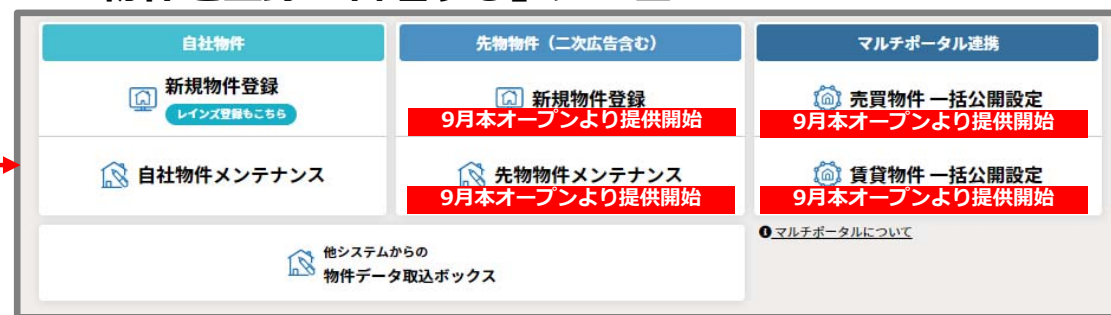 自社物件
新規物件登録
レインズ登録もこちら
自社物件メンテナンス
先物物件（二次広告含む）
新規物件登録
9月本オープンより提供開始
先物物件メンテナンス
9月本オープンより提供開始
マルチポータル連携
売買物件 一括公開設定
9月本オープンより提供開始
賃貸物件 一括公開設定
9月本オープンより提供開始
マルチポータルについて
他システムからの
物件データ取込ボックス